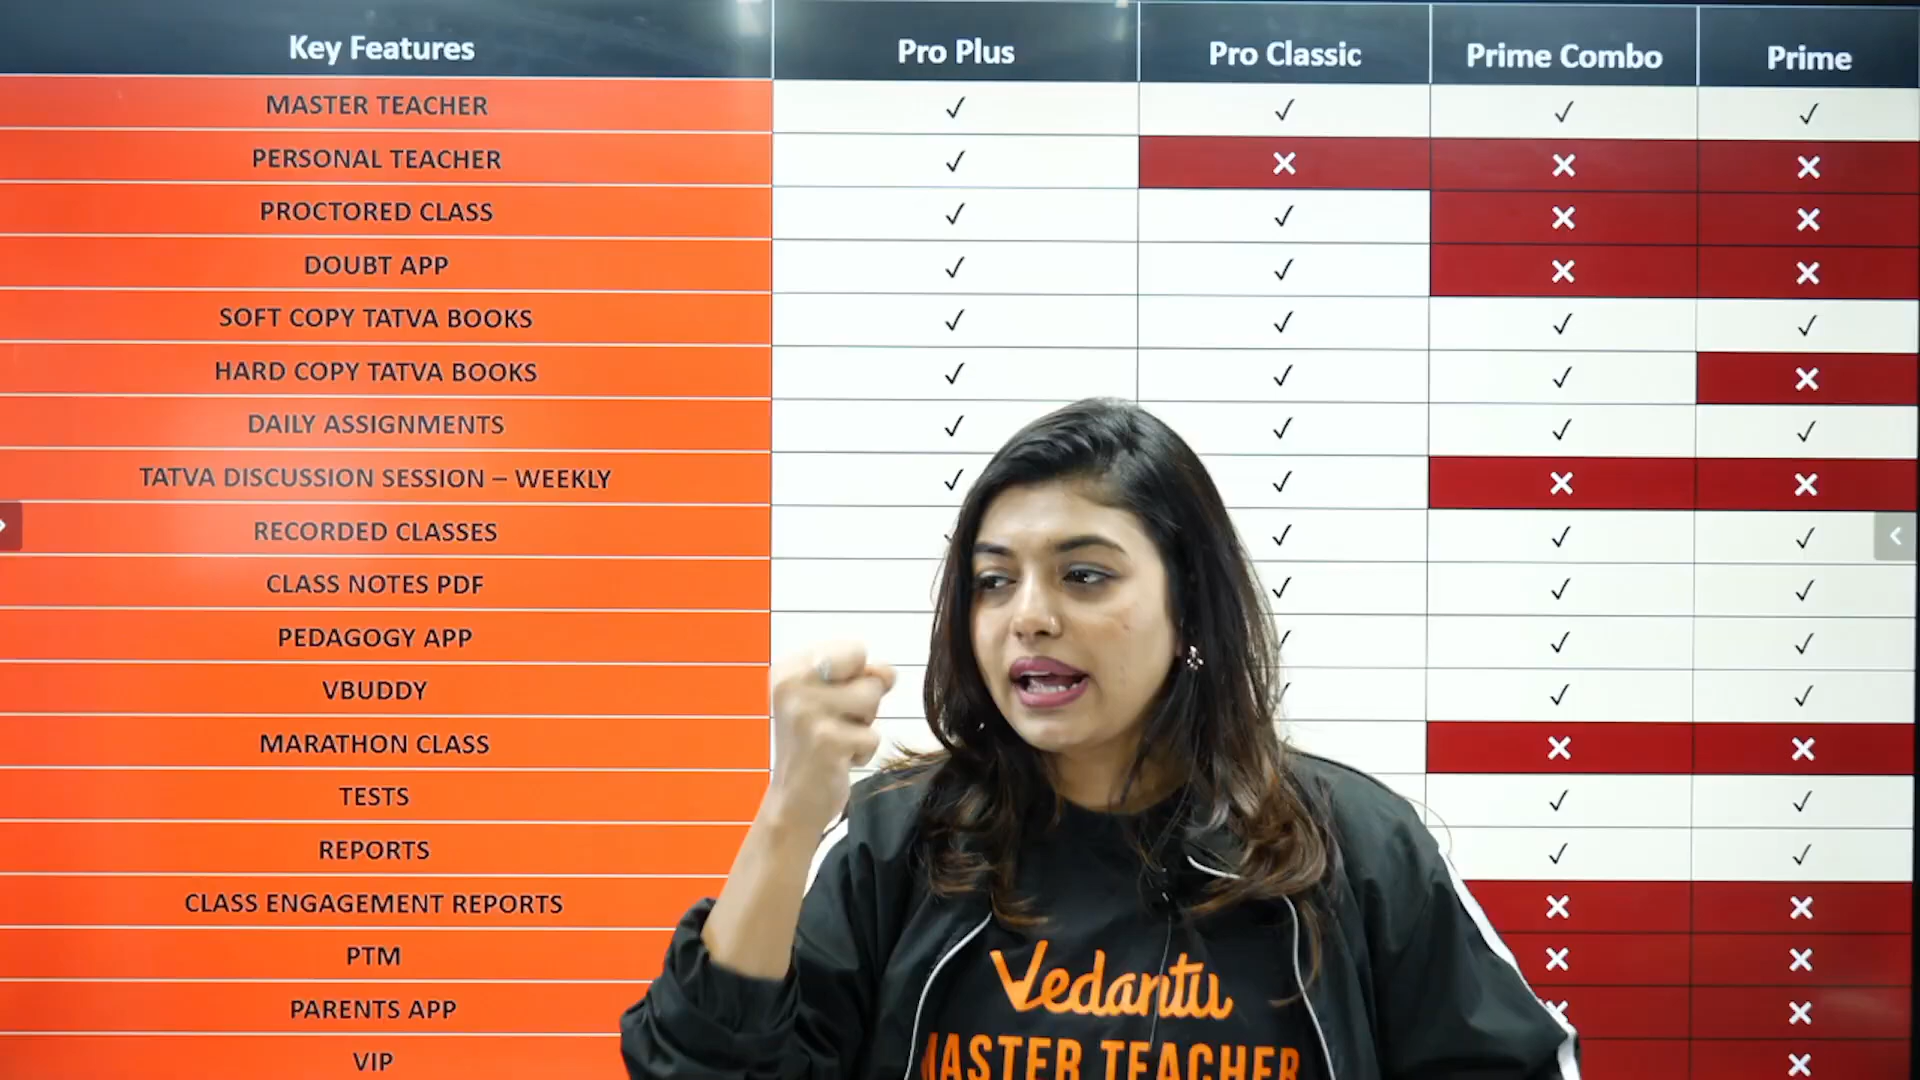 Key Features Pro Plus Pro Classic Prime Combo Prime
MASTER TEACHER ✓ ✓ ✓ ✓
PERSONAL TEACHER ✓ ✕ ✕ ✕
PROCTORED CLASS ✓ ✓ ✕ ✕
DOUBT APP ✓ ✓ ✕ ✕
SOFT COPY TATVA BOOKS ✓ ✓ ✓ ✓
HARD COPY TATVA BOOKS ✓ ✓ ✓ ✕
DAILY ASSIGNMENTS ✓ ✓ ✓ ✓
TATVA DISCUSSION SESSION – WEEKLY ✓ ✓ ✕ ✕
RECORDED CLASSES ✓ ✓ ✓
CLASS NOTES PDF ✓ ✓ ✓
PEDAGOGY APP ✓ ✓ ✓
VBUDDY ✓ ✓
MARATHON CLASS ✕ ✕
TESTS ✓ ✓
REPORTS ✓ ✓
CLASS ENGAGEMENT REPORTS ✕ ✕
PTM ✕ ✕
PARENTS APP ✕ ✕
VIP ✕
Vedantu
MASTER TEACHER